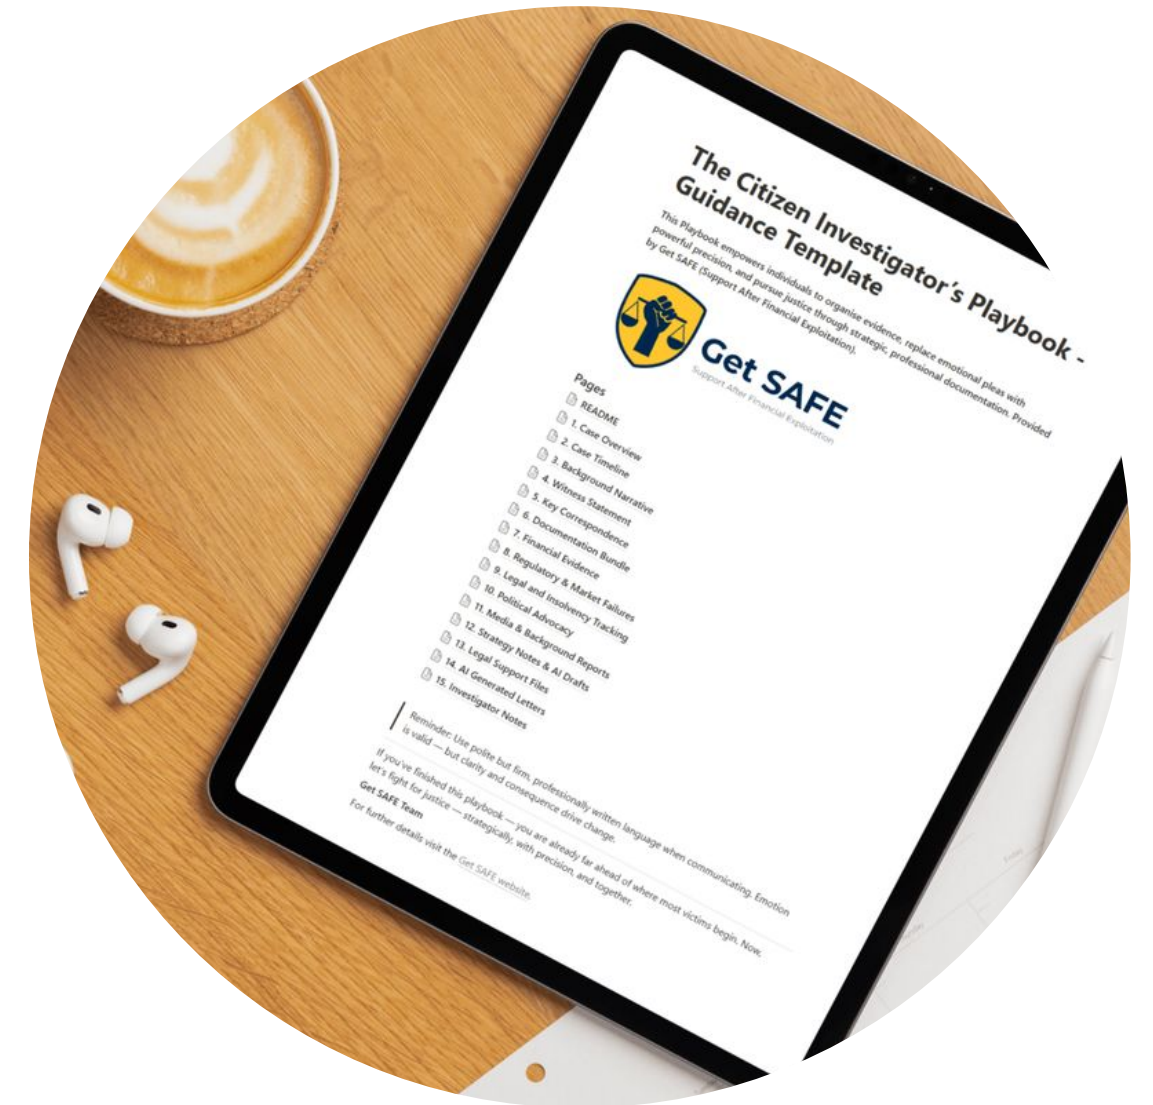 The Citizen Investigator's Playbook -
Guidance Template
This Playbook empowers individuals to organise evidence, replace emotional pleas with
powerful precision, and pursue justice through strategic, professional documentation. Provided
by Get SAFE (Support After Financial Exploitation).
Get SAFE
Support After Financial Exploitation
Pages
README
1. Case Overview
2. Case Timeline
3. Background Narrative
4. Witness Statement
5. Key Correspondence
6. Documentation Bundle
7. Financial Evidence
8. Regulatory & Market Failures
9. Legal and Insolvency Tracking
10. Political Advocacy
11. Media & Background Reports
12. Strategy Notes & AI Drafts
13. Legal Support Files
14. AI Generated Letters
15. Investigator Notes
Reminder: Use polite but firm, professionally written language when communicating. Emotion
is valid — but clarity and consequence drive change.
If you've finished this playbook — you are already far ahead of where most victims begin. Now,
let's fight for justice — strategically, with precision, and together.
Get SAFE Team
For further details visit the Get SAFE website.